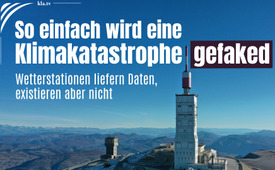 kla.tv
So einfach wird eine
Klimakatastrophe gefaked
Wetterstationen liefern Daten,
existieren aber nicht